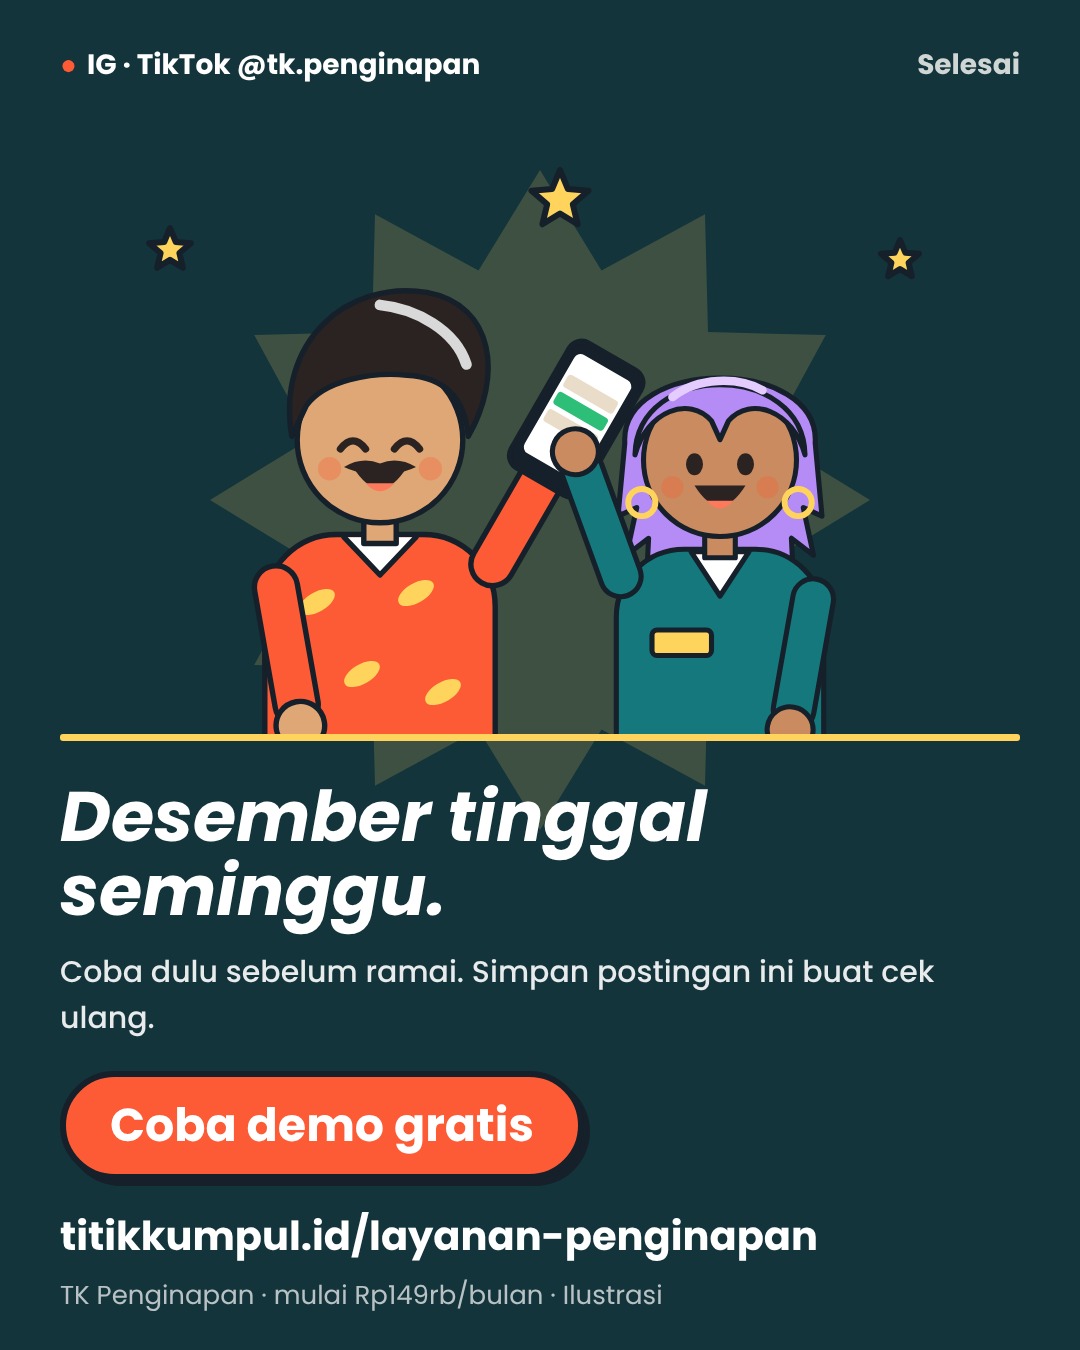 IG · TikTok @tk.penginapan
Selesai
Desember tinggal
seminggu.
Coba dulu sebelum ramai. Simpan postingan ini buat cek
ulang.
Coba demo gratis
titikkumpul.id/layanan-penginapan
TK Penginapan · mulai Rp149rb/bulan · Ilustrasi